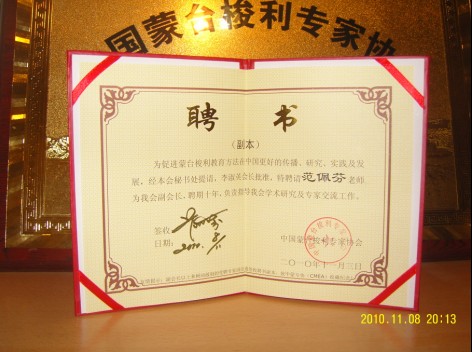 国蒙台梭利专家协
聘 书
(副本)
为促进蒙台梭利教育方法在中国更好的传播、研究、实践及发
展，经本会秘书处提请，李淑英会长批准，特聘请 范佩芬 老师
为我会副会长，聘期十年，负责指导我会学术研究及专家交流工作。
签收：
日期：
中国蒙台梭利专家协会
二〇一〇年十一月三日
2010.11.08 20:13